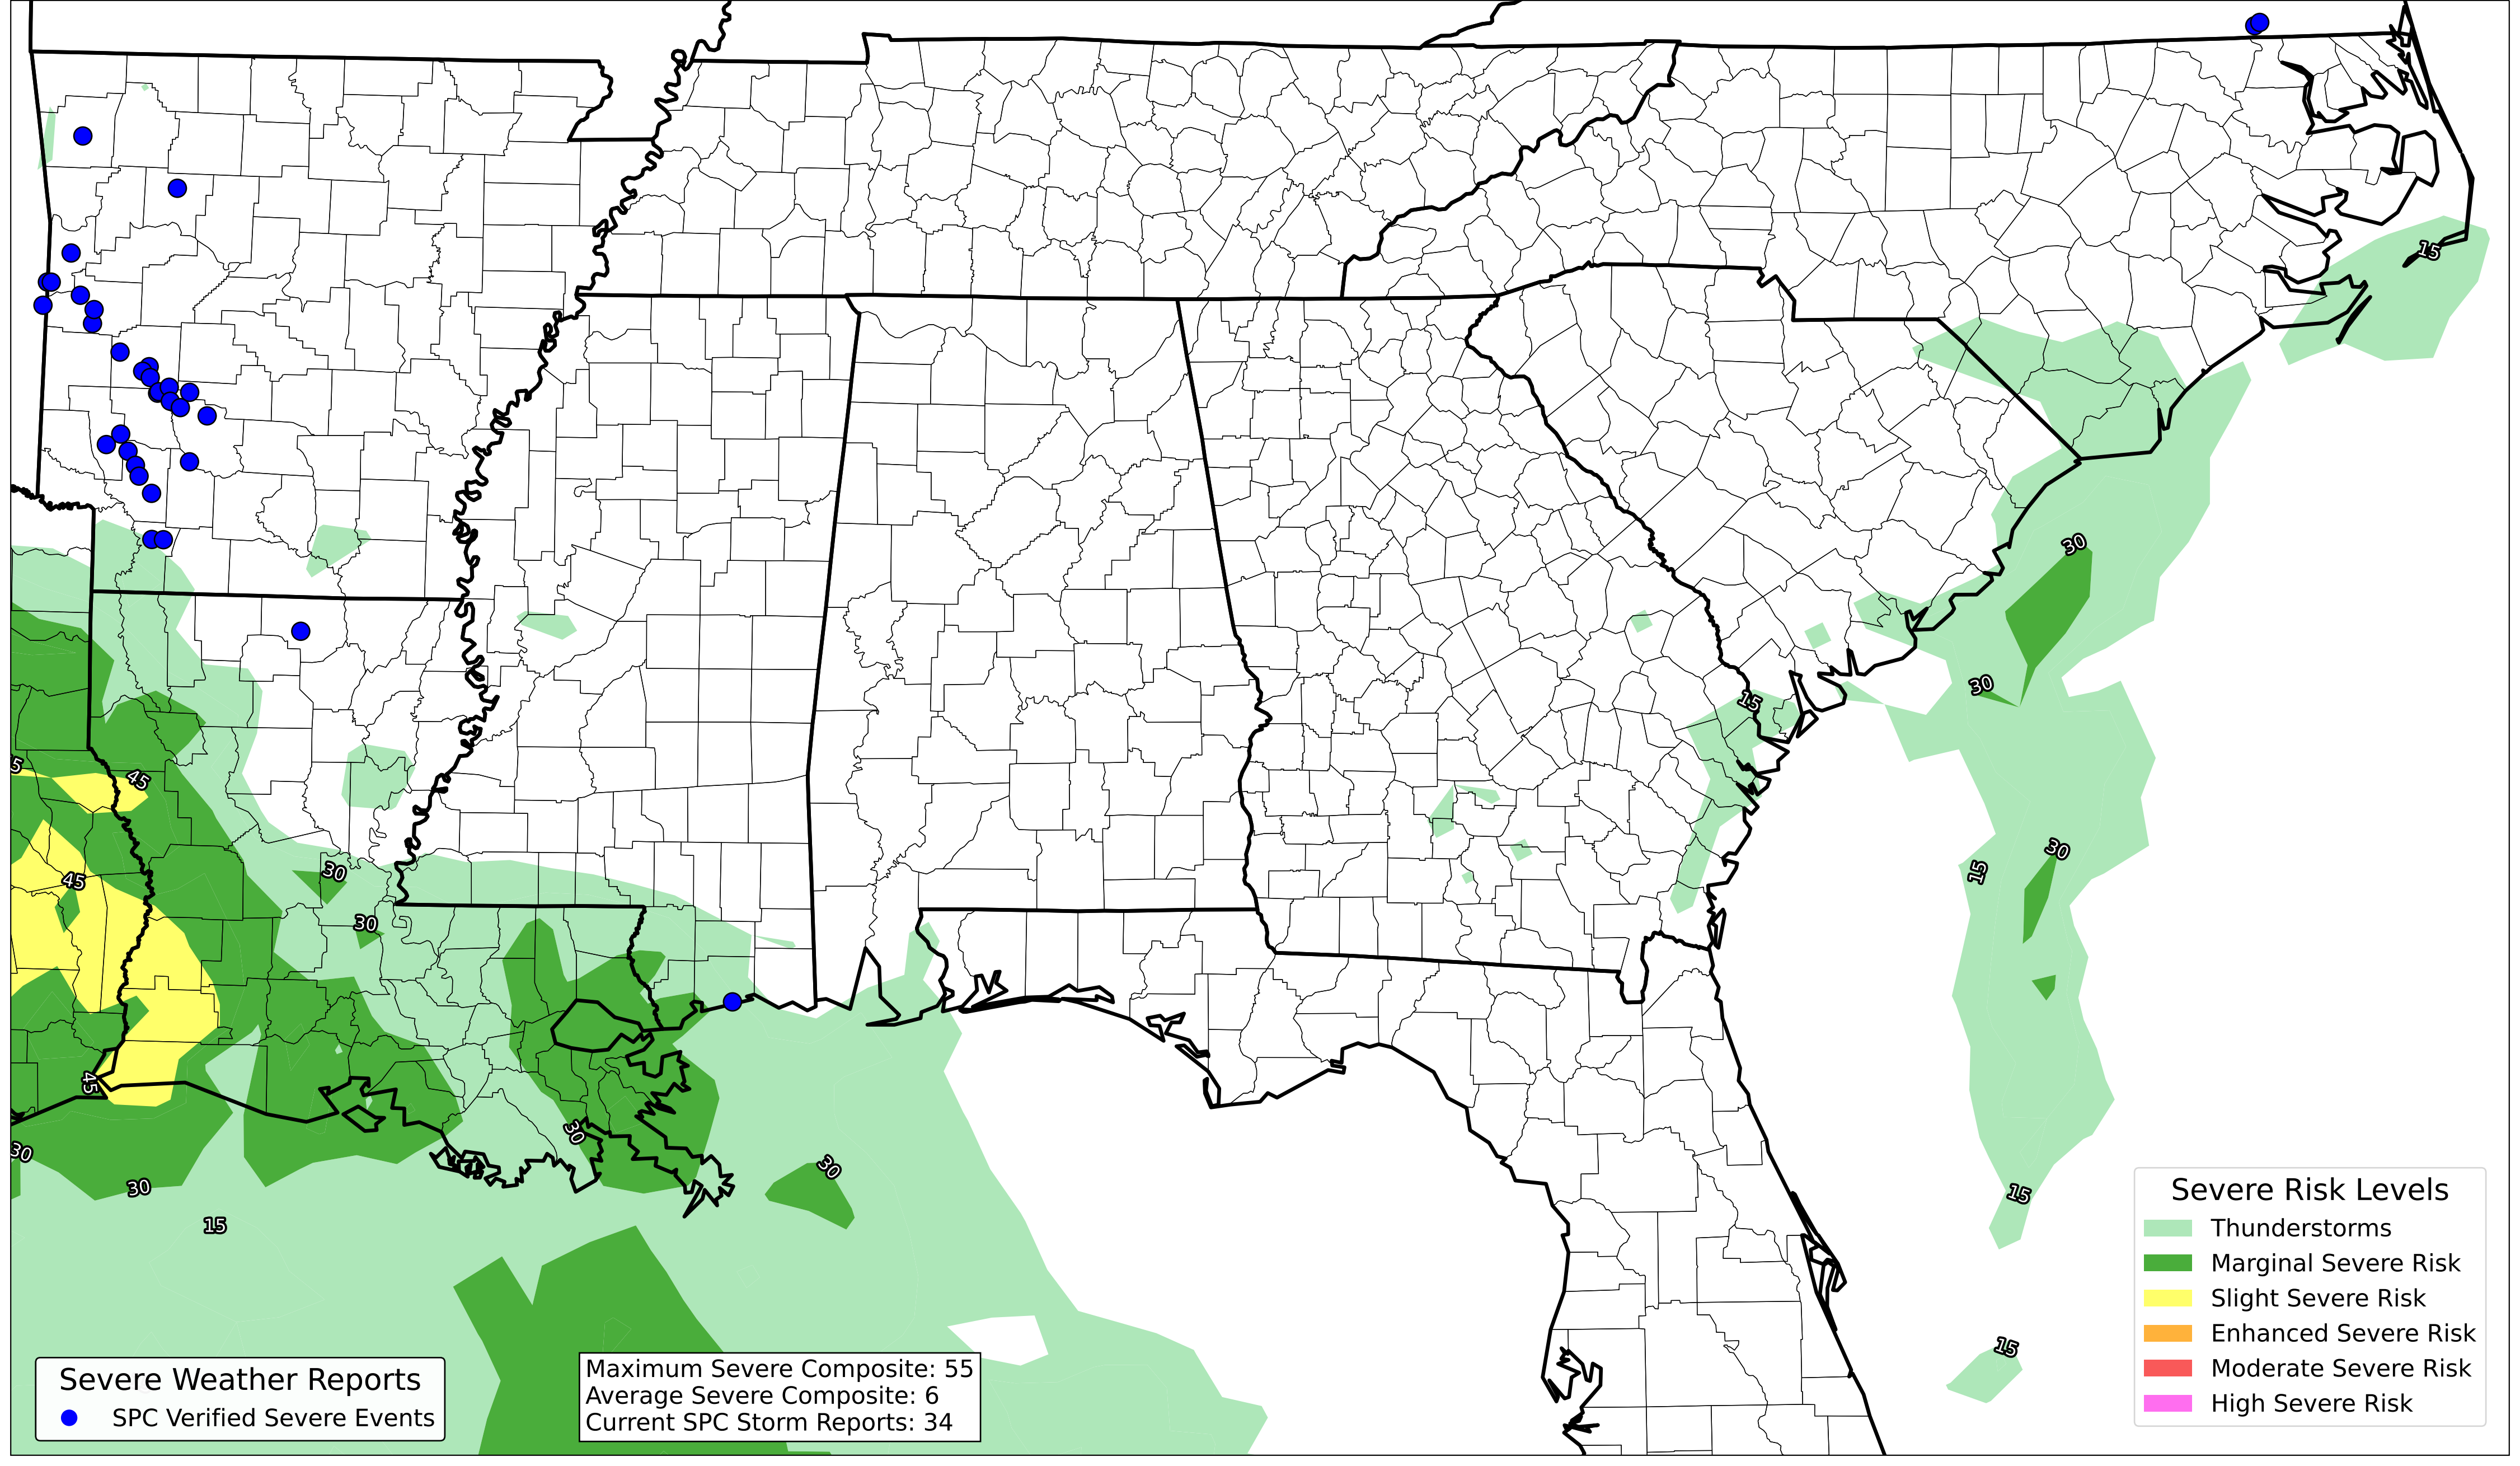 15
30
30
15
5
45
30
15
45
30
30
45
30
30
30
30
15
15
15
Severe Risk Levels
Thunderstorms
Marginal Severe Risk
Slight Severe Risk
Enhanced Severe Risk
Moderate Severe Risk
High Severe Risk
Severe Weather Reports
SPC Verified Severe Events
Maximum Severe Composite: 55
Average Severe Composite: 6
Current SPC Storm Reports: 34